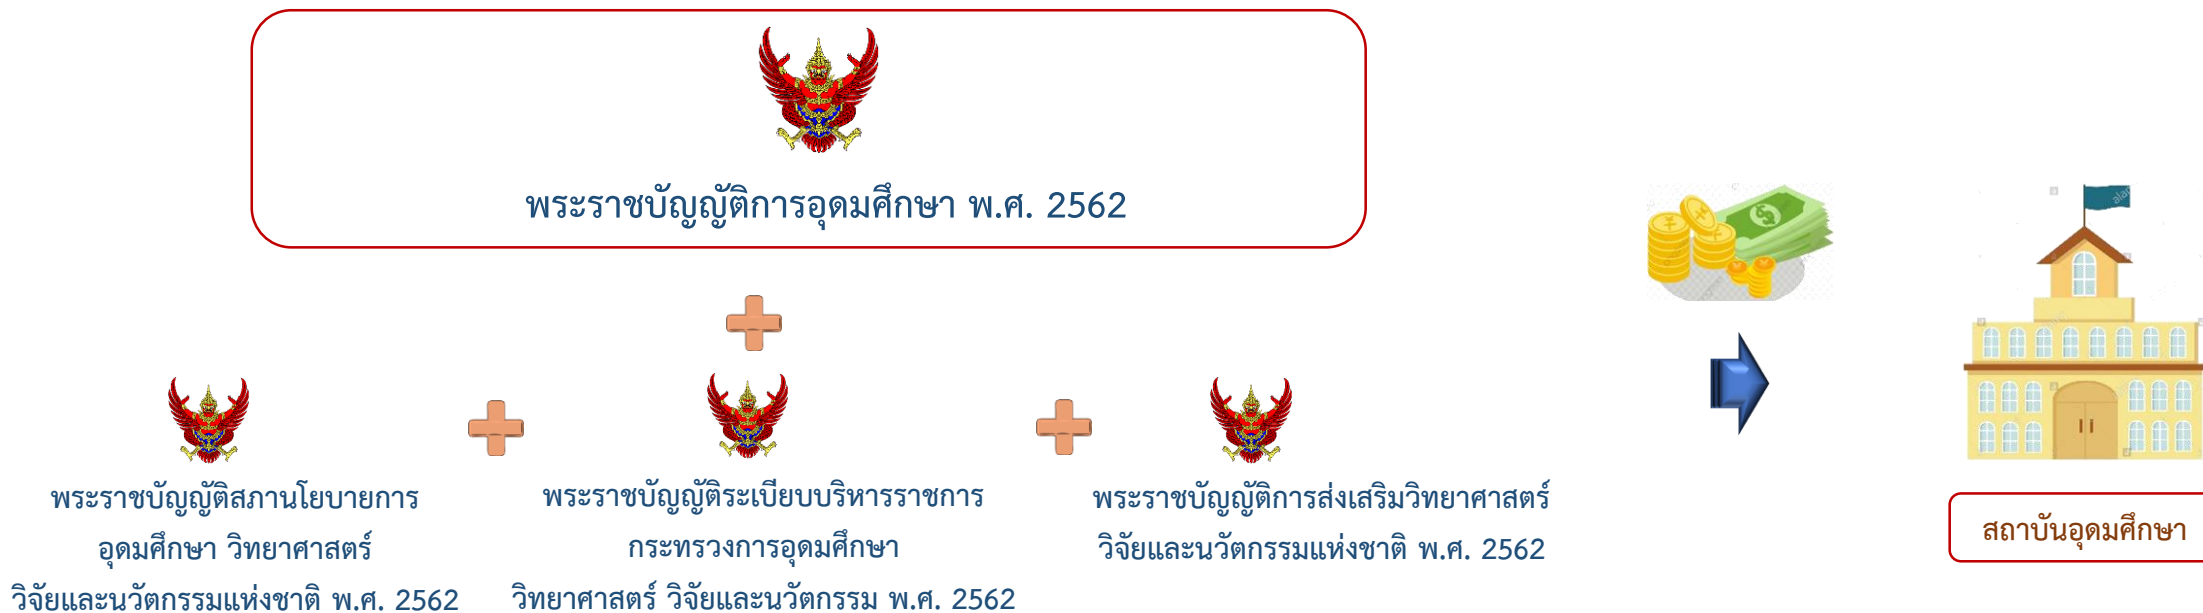 พระราชบัญญัติการอุดมศึกษา พ.ศ. 2562
พระราชบัญญัติสภานโยบายการ
อุดมศึกษา วิทยาศาสตร์
วิจัยและนวัตกรรมแห่งชาติ พ.ศ. 2562
พระราชบัญญัติระเบียบบริหารราชการ
กระทรวงการอุดมศึกษา
วิทยาศาสตร์ วิจัยและนวัตกรรม พ.ศ. 2562
พระราชบัญญัติการส่งเสริมวิทยาศาสตร์
วิจัยและนวัตกรรมแห่งชาติ พ.ศ. 2562
สถาบันอุดมศึกษา